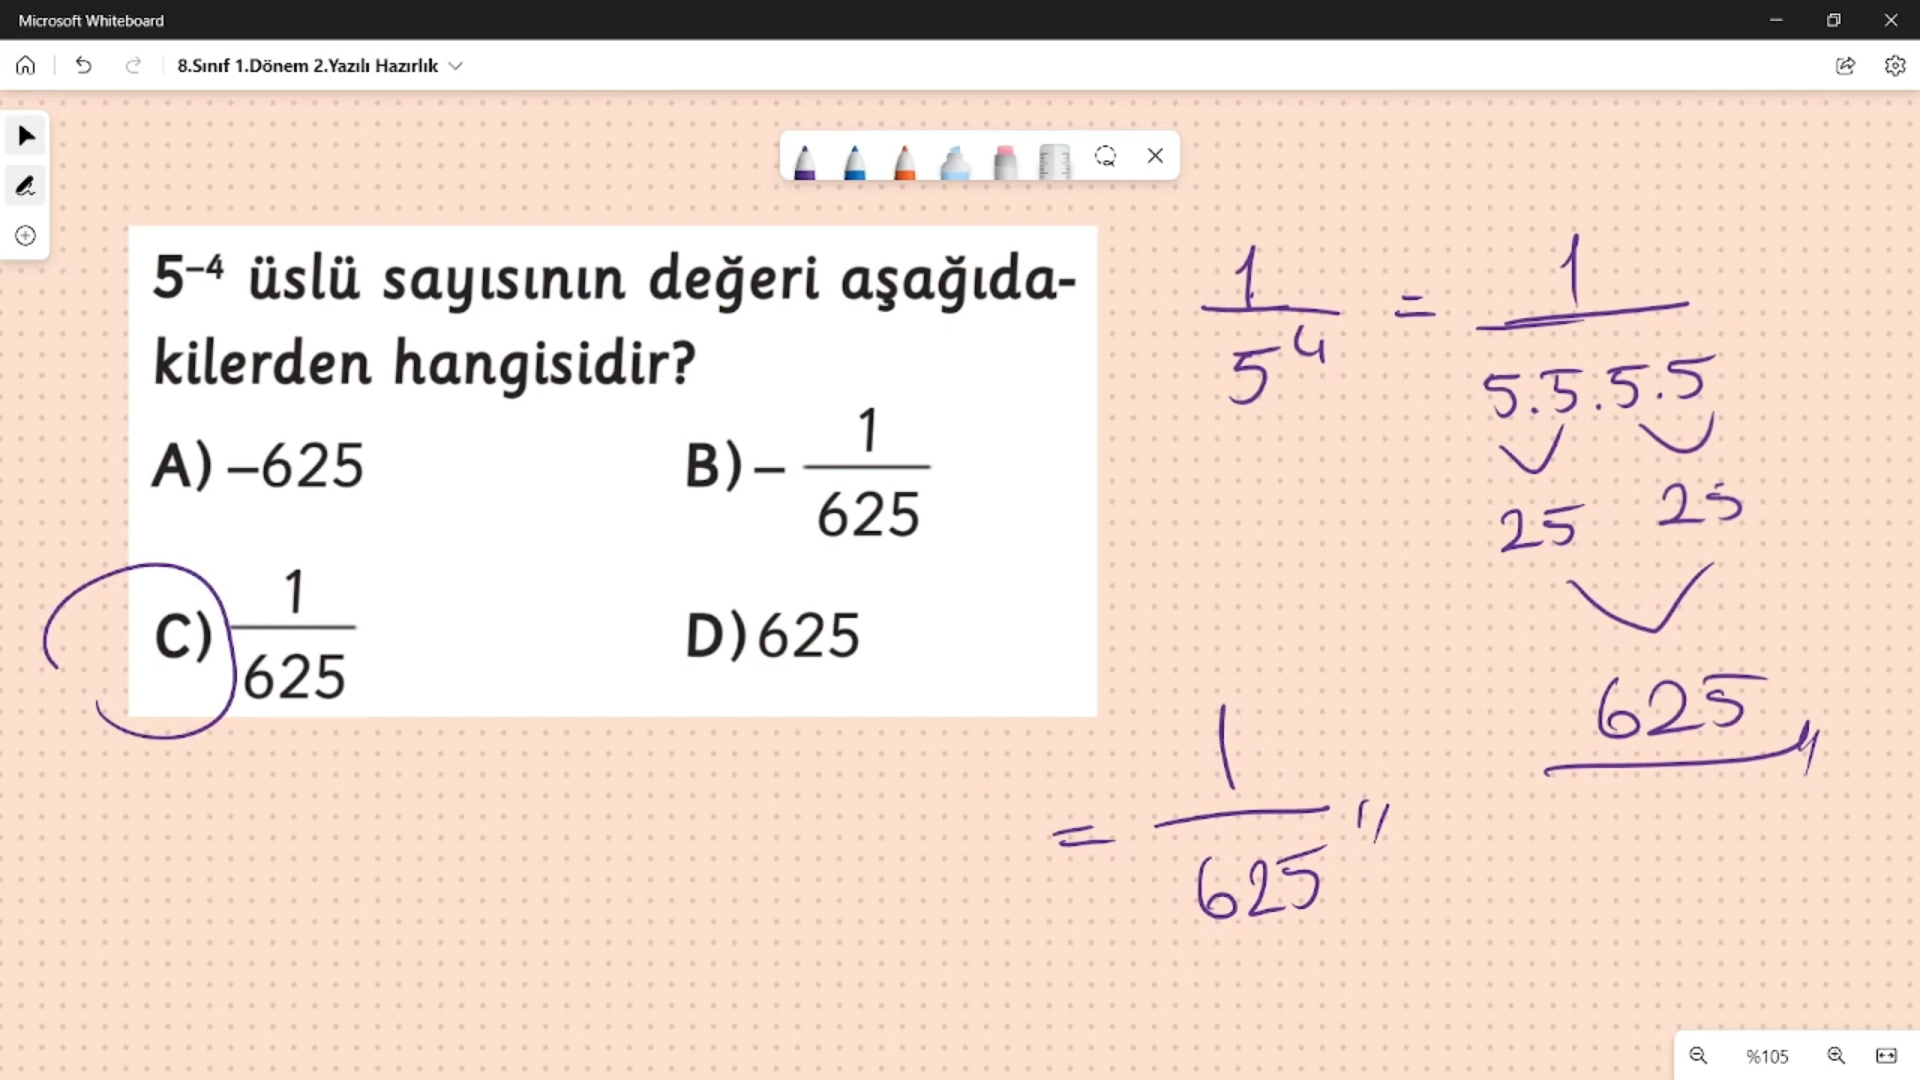 Microsoft Whiteboard
8.Sınıf 1.Dönem 2.Yazılı Hazırlık
5⁻⁴ üslü sayısının değeri aşağıda-
kilerden hangisidir?
A) –625
B) – 1/625
C) 1/625
D) 625
1/5⁴ = 1/5.5.5.5
25 25
625
= 1/625
%105